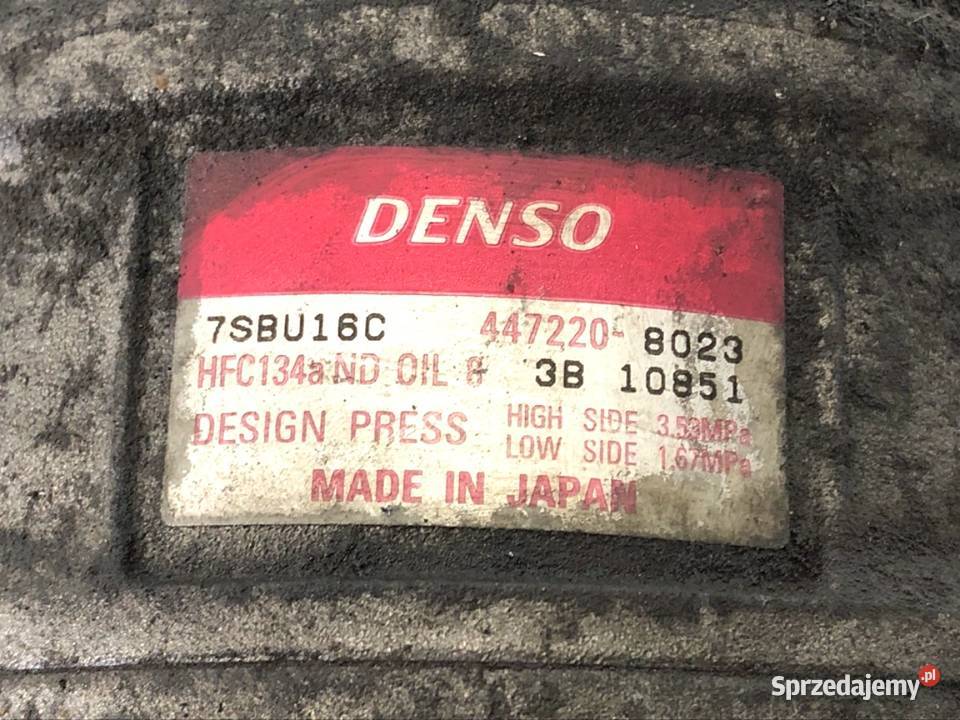 DENSO
7SBU16C 447220-8023
HFC134a ND OIL 8 3B 10851
DESIGN PRESS HIGH SIDE 3.53MPa
LOW SIDE 1.67MPa
MADE IN JAPAN
Sprzedajemy.pl